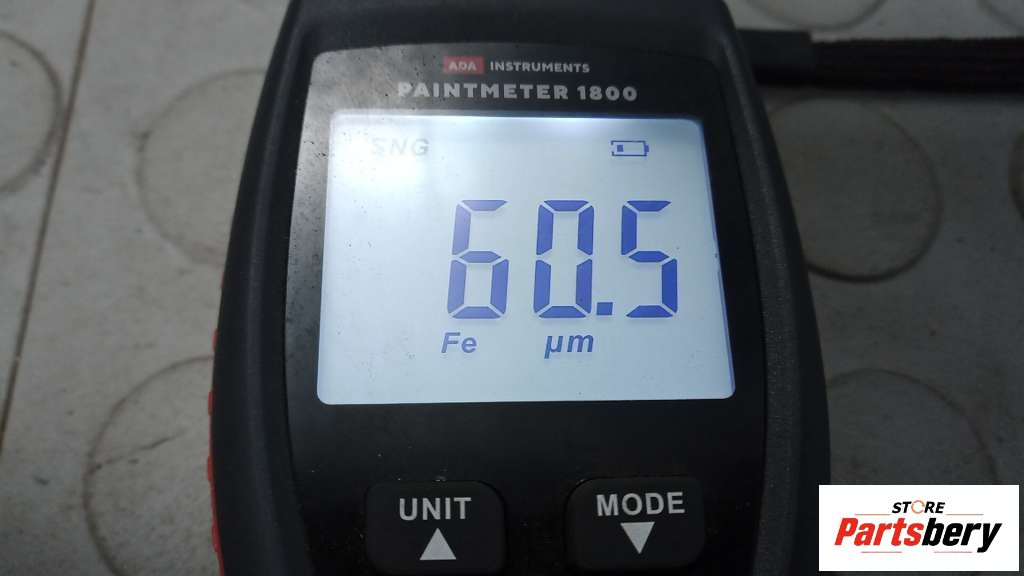 ADA INSTRUMENTS
PAINTMETER 1800
SNG
60.5
Fe µm
UNIT MODE
STORE
Partsbery